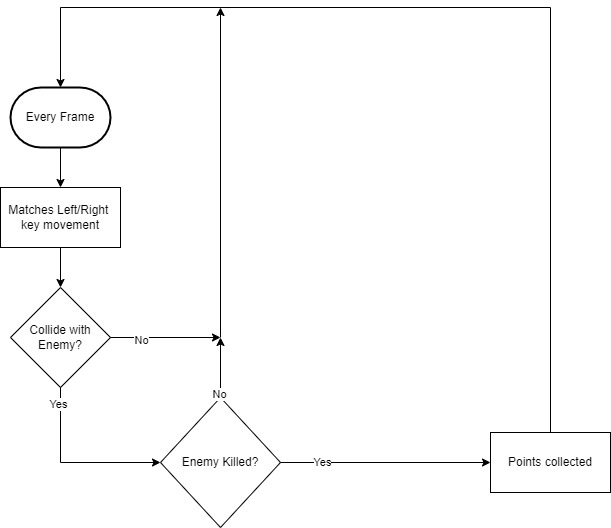 Every Frame
Matches Left/Right
key movement
Collide with
Enemy?
No
Yes
No
Enemy Killed?
Yes
Points collected